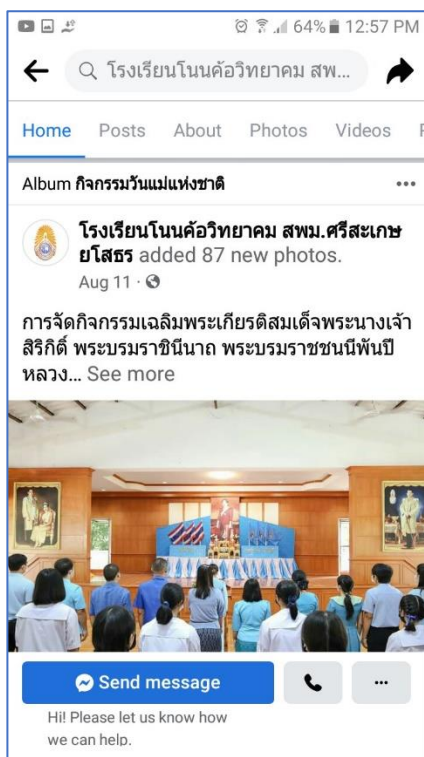 64% 12:57 PM
โรงเรียนโนนค้อวิทยาคม สพ...
Home Posts About Photos Videos
Album กิจกรรมวันแม่แห่งชาติ
โรงเรียนโนนค้อวิทยาคม สพม.ศรีสะเกษ
ยโสธร added 87 new photos.
Aug 11
การจัดกิจกรรมเฉลิมพระเกียรติสมเด็จพระนางเจ้า
สิริกิติ์ พระบรมราชินีนาถ พระบรมราชชนนีพันปี
หลวง... See more
Send message
Hi! Please let us know how
we can help.